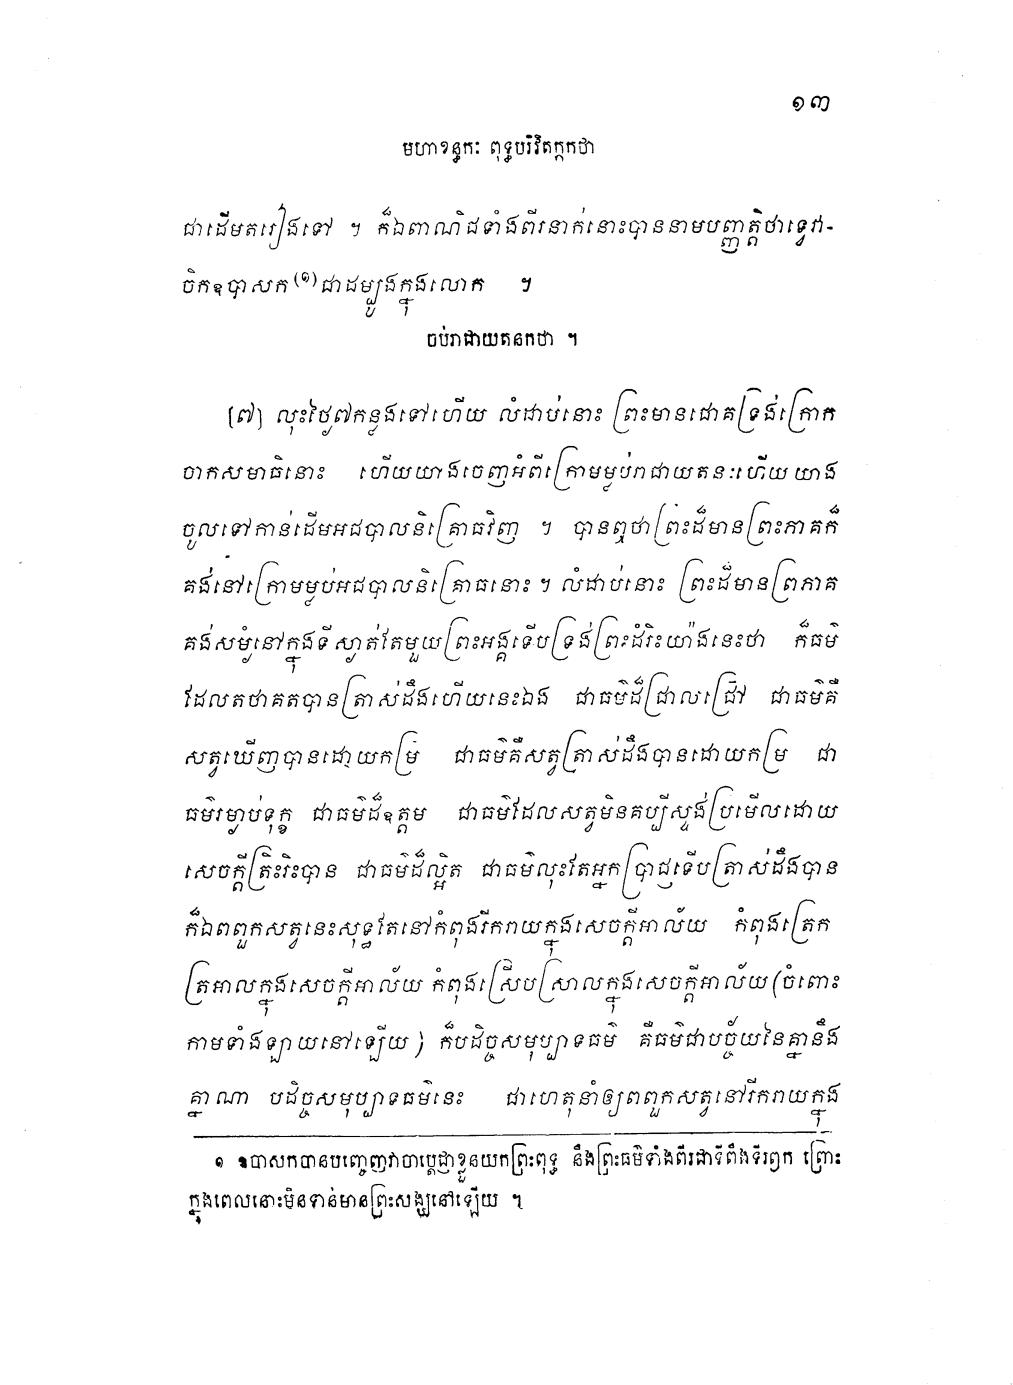 ១៣
មហាខន្ធកៈ ពុទ្ធបរិវិតក្កកថា
ជាដើមតរៀងទៅ ។ ក៏ឯពាណិជទាំងពីរនាក់នោះបាននាមបញ្ញត្តិថាទ្វេវា-
ចិកឧបាសក(១)ជាដម្បូងក្នុងលោក ។
ចប់រាជាយតនកថា ។
[៧] លុះថ្ងៃ៧កន្លងទៅហើយ លំដាប់នោះ ព្រះមានជោគទ្រង់ក្រោក
ចាកសមាធិនោះ ហើយយាងចេញអំពីក្រោមម្លប់រាជាយតនៈហើយយាង
ចូលទៅកាន់ដើមអជបាលនិគ្រោធវិញ ។ បានឮថាព្រះដ៏មានព្រះភាគក៏
គង់នៅក្រោមម្លប់អជបាលនិគ្រោធនោះ ។ លំដាប់នោះ ព្រះដ៏មានព្រភាគ
គង់សម្ងំនៅក្នុងទីស្ងាត់តែមួយព្រះអង្គទើបទ្រង់ព្រះដំរិះយ៉ាងនេះថា ក៏ធម៌
ដែលតថាគតបានត្រាស់ដឹងហើយនេះឯង ជាធម៌ដ៏ជ្រាលជ្រៅ ជាធម៌គឺ
សត្វឃើញបានដោយកម្រ ជាធម៌គឺសត្វត្រាស់ដឹងបានដោយកម្រ ជា
ធម៌រម្ងាប់ទុក្ខ ជាធម៌ដ៏ឧត្តម ជាធម៌ដែលសត្វមិនគប្បីស្ទង់ប្រមើលដោយ
សេចក្តីត្រិះរិះបាន ជាធម៌ដ៏ល្អិត ជាធម៌លុះតែអ្នកប្រាជ្ញទើបត្រាស់ដឹងបាន
ក៏ឯពពួកសត្វនេះសុទ្ធតែនៅកំពុងរីករាយក្នុងសេចក្តីអាល័យ កំពុងត្រេក
ត្រអាលក្នុងសេចក្តីអាល័យ កំពុងស្រើបស្រាលក្នុងសេចក្តីអាល័យ (ចំពោះ
កាមទាំងឡាយនៅឡើយ) ក៏បដិច្ចសមុប្បាទធម៌ គឺធម៌ជាបច្ច័យនៃគ្នានឹង
គ្នាណា បដិច្ចសមុប្បាទធម៌នេះ ជាហេតុនាំឲ្យពពួកសត្វនៅរីករាយក្នុង
១ ឧបាសកបានបញ្ចេញវាចាប្តេជ្ញាខ្លួនយកព្រះពុទ្ធ នឹងព្រះធម៌ទាំងពីរជាទីពឹងទីរឭក ព្រោះ
ក្នុងពេលនោះមិនទាន់មានព្រះសង្ឃនៅឡើយ ។